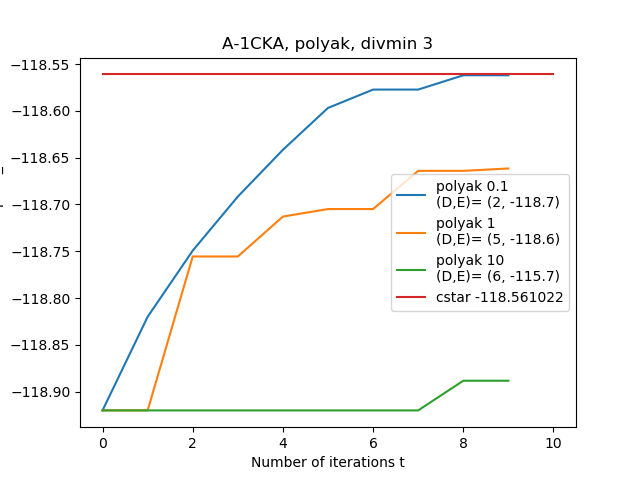 A-1CKA, polyak, divmin 3
−118.55
−118.60
−118.65
−118.70
−118.75
−118.80
−118.85
−118.90
polyak 0.1
(D,E)= (2, -118.7)
polyak 1
(D,E)= (5, -118.6)
polyak 10
(D,E)= (6, -115.7)
cstar -118.561022
0 2 4 6 8 10
Number of iterations t